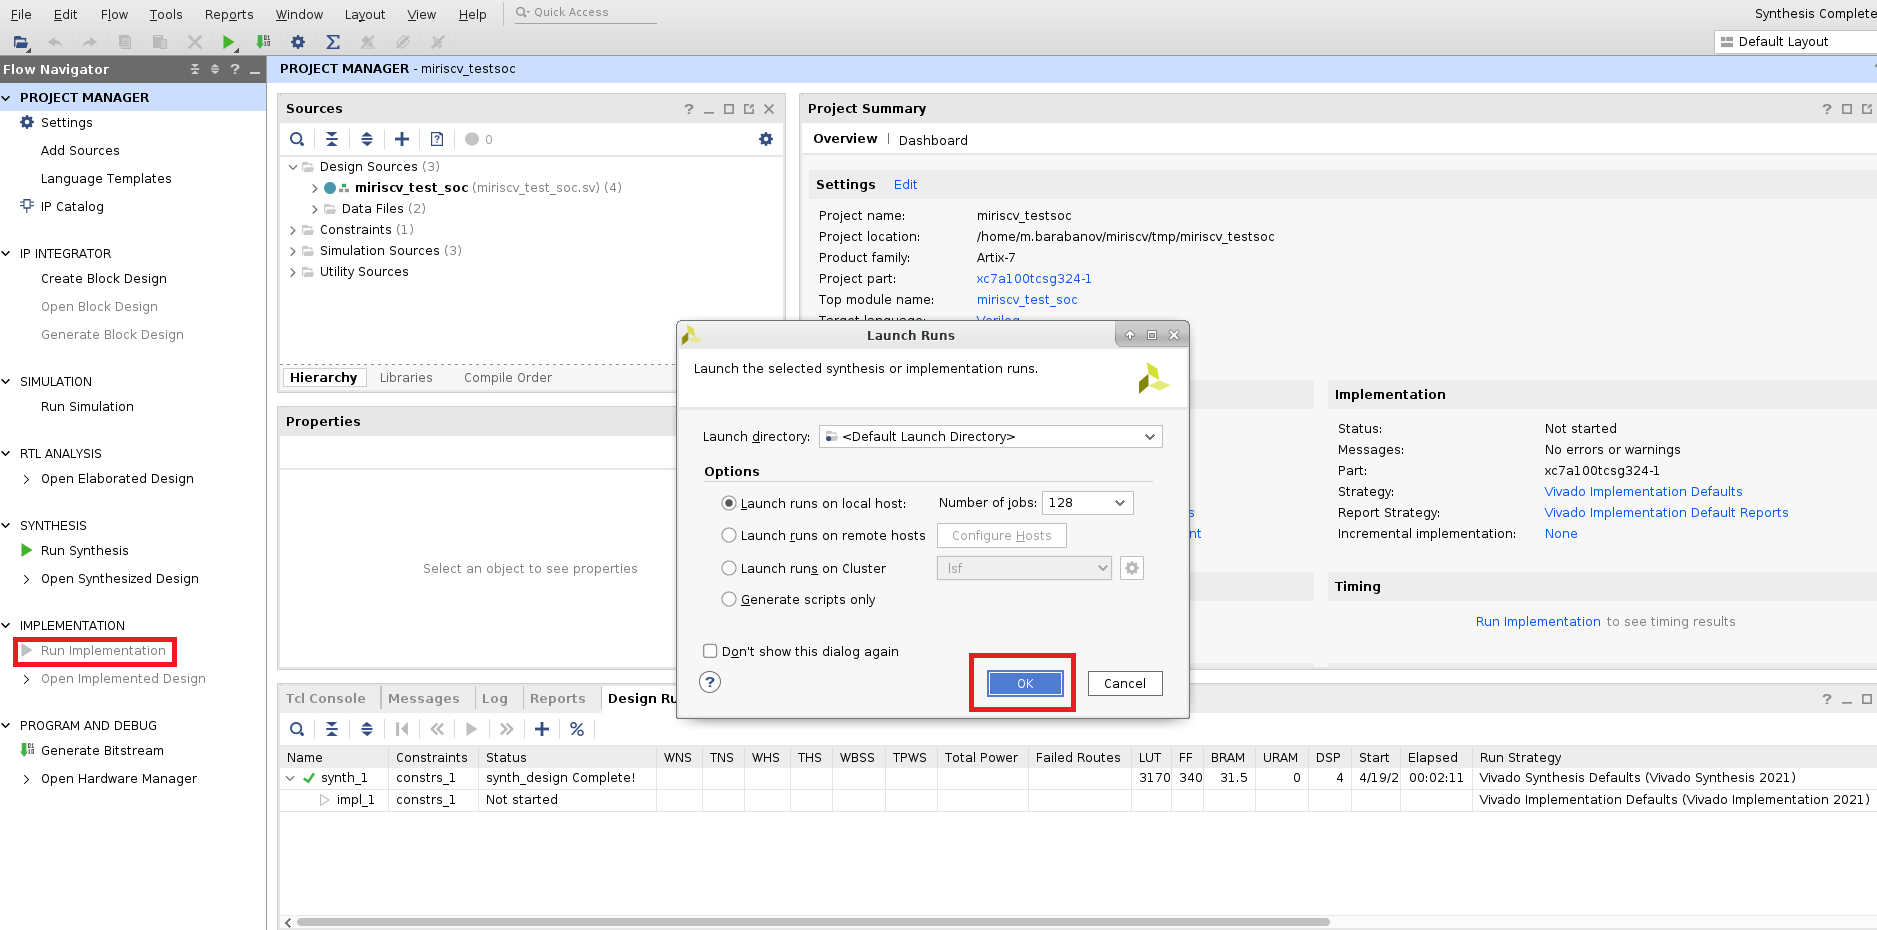 File Edit Flow Tools Reports Window Layout View Help Quick Access
Synthesis Complete
Default Layout
Flow Navigator
PROJECT MANAGER
Settings
Add Sources
Language Templates
IP Catalog
IP INTEGRATOR
Create Block Design
Open Block Design
Generate Block Design
SIMULATION
Run Simulation
RTL ANALYSIS
Open Elaborated Design
SYNTHESIS
Run Synthesis
Open Synthesized Design
IMPLEMENTATION
Run Implementation
Open Implemented Design
PROGRAM AND DEBUG
Generate Bitstream
Open Hardware Manager
PROJECT MANAGER - miriscv_testsoc
Sources
0
Design Sources (3)
miriscv_test_soc (miriscv_test_soc.sv) (4)
Data Files (2)
Constraints (1)
Simulation Sources (3)
Utility Sources
Hierarchy Libraries Compile Order
Properties
Select an object to see properties
Project Summary
Overview | Dashboard
Settings Edit
Project name: miriscv_testsoc
Project location: /home/m.barabanov/miriscv/tmp/miriscv_testsoc
Product family: Artix-7
Project part: xc7a100tcsg324-1
Top module name: miriscv_test_soc
Target language: Verilog
Implementation
Status: Not started
Messages: No errors or warnings
Part: xc7a100tcsg324-1
Strategy: Vivado Implementation Defaults
Report Strategy: Vivado Implementation Default Reports
Incremental implementation: None
Timing
Run Implementation to see timing results
Launch Runs
Launch the selected synthesis or implementation runs.
Launch directory: <Default Launch Directory>
Options
Launch runs on local host: Number of jobs: 128
Launch runs on remote hosts Configure Hosts
Launch runs on Cluster lsf
Generate scripts only
Don't show this dialog again
? OK Cancel
Tcl Console Messages Log Reports Design Ru
Name Constraints Status WNS TNS WHS THS WBSS TPWS Total Power Failed Routes LUT FF BRAM URAM DSP Start Elapsed Run Strategy
synth_1 constrs_1 synth_design Complete! 3170 340 31.5 0 4 4/19/2 00:02:11 Vivado Synthesis Defaults (Vivado Synthesis 2021)
impl_1 constrs_1 Not started Vivado Implementation Defaults (Vivado Implementation 2021)